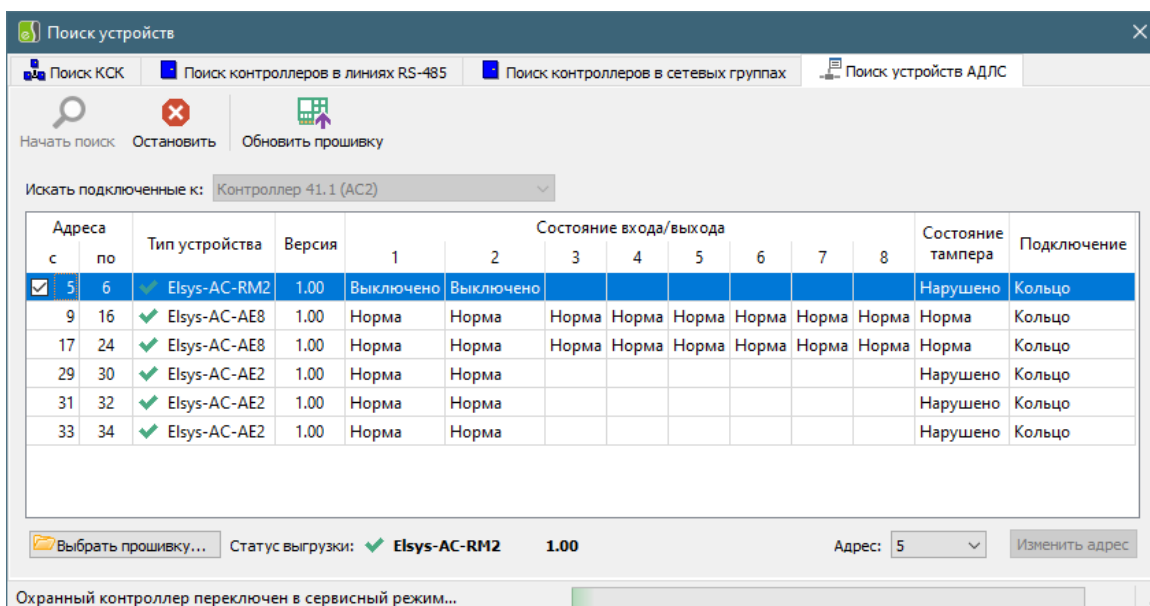 Поиск устройств
Поиск КСК Поиск контроллеров в линиях RS-485 Поиск контроллеров в сетевых группах Поиск устройств АДЛС
Начать поиск Остановить Обновить прошивку
Искать подключенные к: Контроллер 41.1 (AC2)
Адреса Тип устройства Версия Состояние входа/выхода Состояние тампера Подключение
с по 1 2 3 4 5 6 7 8
5 6 Elsys-AC-RM2 1.00 Выключено Выключено Нарушено Кольцо
9 16 Elsys-AC-AE8 1.00 Норма Норма Норма Норма Норма Норма Норма Норма Норма Кольцо
17 24 Elsys-AC-AE8 1.00 Норма Норма Норма Норма Норма Норма Норма Норма Норма Кольцо
29 30 Elsys-AC-AE2 1.00 Норма Норма Нарушено Кольцо
31 32 Elsys-AC-AE2 1.00 Норма Норма Нарушено Кольцо
33 34 Elsys-AC-AE2 1.00 Норма Норма Нарушено Кольцо
Выбрать прошивку... Статус выгрузки: Elsys-AC-RM2 1.00 Адрес: 5 Изменить адрес
Охранный контроллер переключен в сервисный режим...